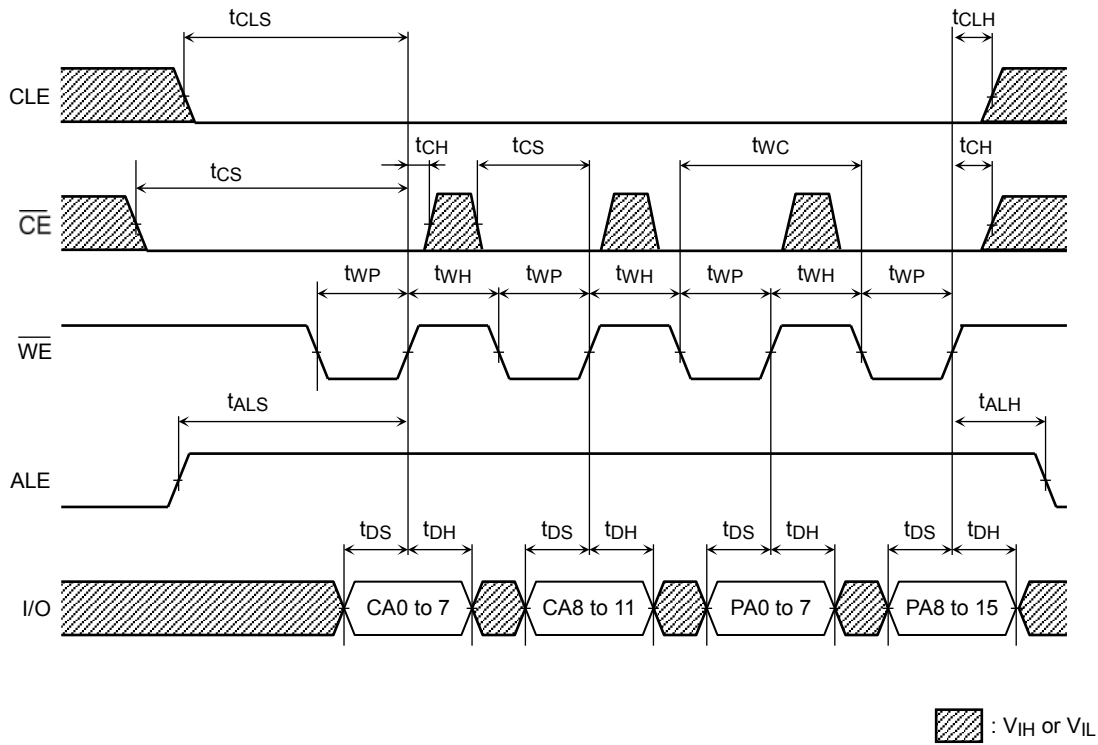 tCLS tCLH
CLE
tCH tCS tWC tCH
tCS
CE
tWP tWH tWP tWH tWP tWH tWP
WE
tALS tALH
ALE
tDS tDH tDS tDH tDS tDH tDS tDH
I/O CA0 to 7 CA8 to 11 PA0 to 7 PA8 to 15
: VIH or VIL